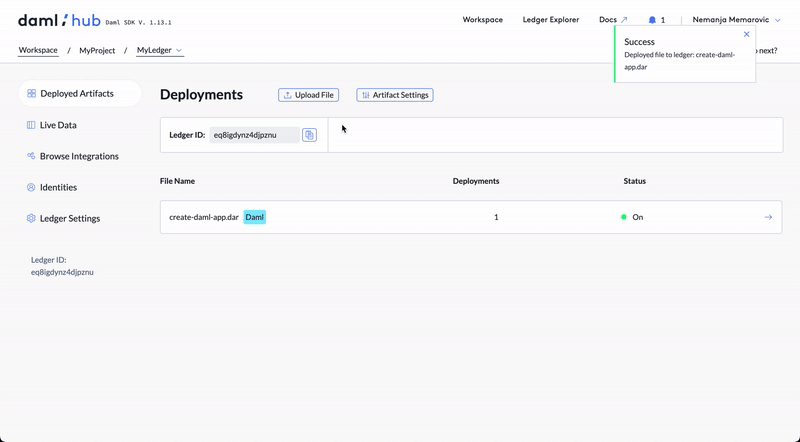 daml hub Daml SDK V. 1.13.1
Workspace Ledger Explorer Docs 1 Nemanja Memarovic
Workspace / MyProject / MyLedger
next?
Success
Deployed file to ledger: create-daml-
app.dar
Deployed Artifacts
Live Data
Browse Integrations
Identities
Ledger Settings
Ledger ID:
eq8igdynz4djpznu
Deployments Upload File Artifact Settings
Ledger ID: eq8igdynz4djpznu
File Name Deployments Status
create-daml-app.dar Daml 1 On